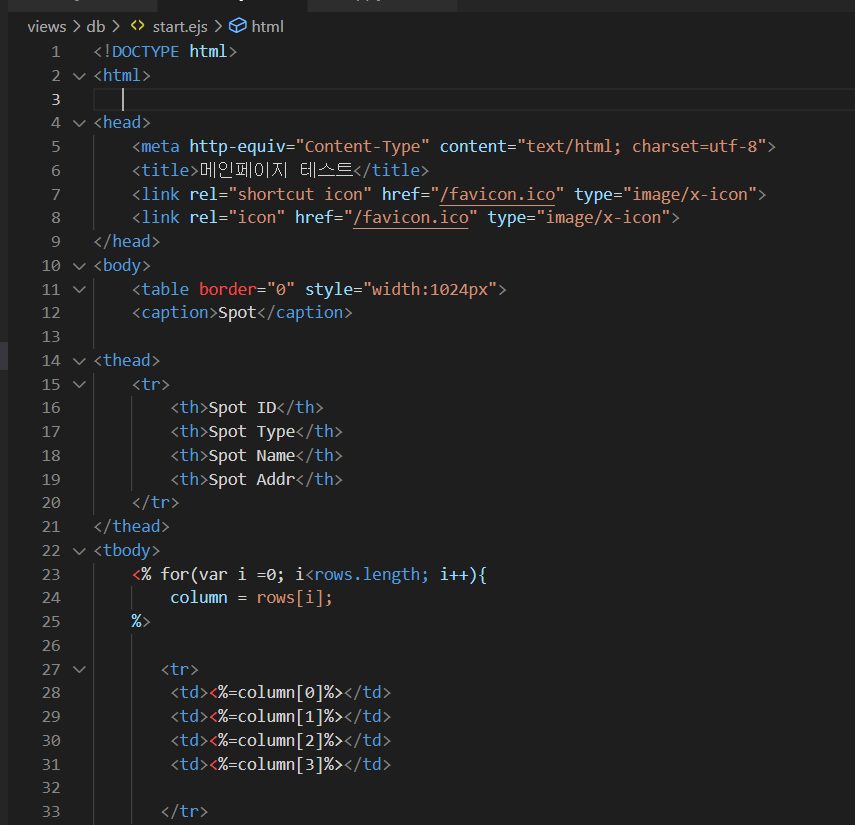 views > db > <> start.ejs > html
1 <!DOCTYPE html>
2 <html>
3
4 <head>
5 <meta http-equiv="Content-Type" content="text/html; charset=utf-8">
6 <title>메인페이지 테스트</title>
7 <link rel="shortcut icon" href="/favicon.ico" type="image/x-icon">
8 <link rel="icon" href="/favicon.ico" type="image/x-icon">
9 </head>
10 <body>
11 <table border="0" style="width:1024px">
12 <caption>Spot</caption>
13
14 <thead>
15 <tr>
16 <th>Spot ID</th>
17 <th>Spot Type</th>
18 <th>Spot Name</th>
19 <th>Spot Addr</th>
20 </tr>
21 </thead>
22 <tbody>
23 <% for(var i =0; i<rows.length; i++){
24 column = rows[i];
25 %>
26
27 <tr>
28 <td><%=column[0]%></td>
29 <td><%=column[1]%></td>
30 <td><%=column[2]%></td>
31 <td><%=column[3]%></td>
32
33 </tr>